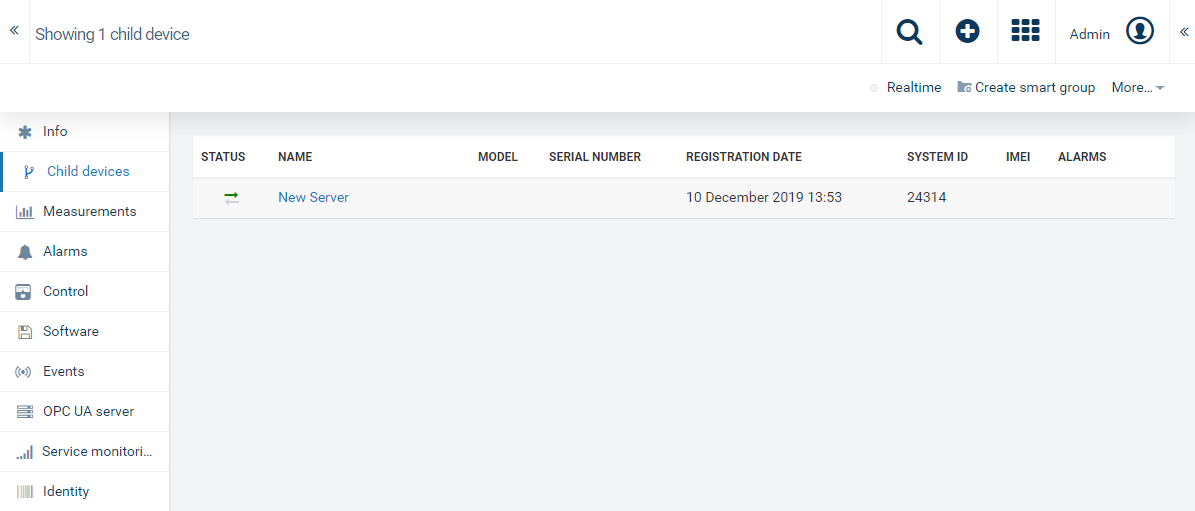 Showing 1 child device
Admin
Realtime Create smart group More...
Info
Child devices
Measurements
Alarms
Control
Software
Events
OPC UA server
Service monitori...
Identity
STATUS NAME MODEL SERIAL NUMBER REGISTRATION DATE SYSTEM ID IMEI ALARMS
New Server 10 December 2019 13:53 24314